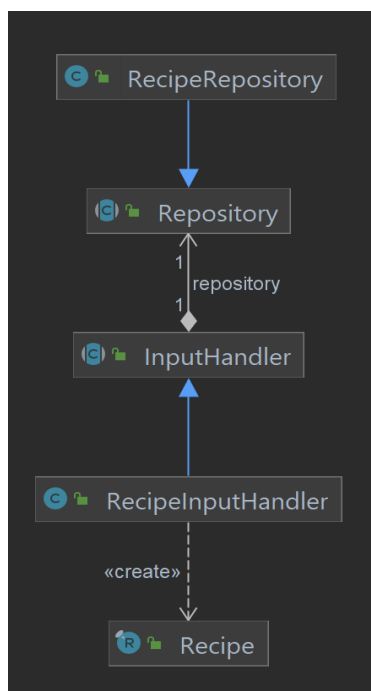 C RecipeRepository
C Repository
1
repository
1
C InputHandler
C RecipeInputHandler
«create»
R Recipe